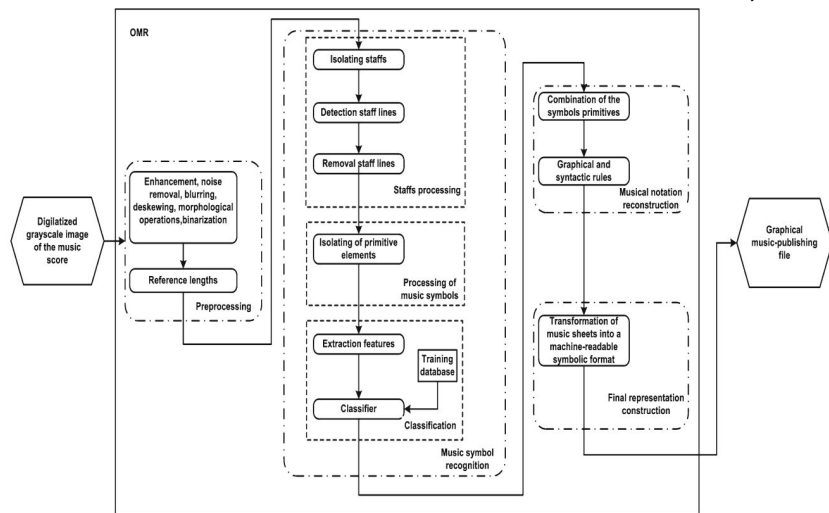 OMR
Digitalized
grayscale image
of the music
score
Enhancement, noise
removal, blurring,
deskewing, morphological
operations,binarization
Reference lengths
Preprocessing
Isolating staffs
Detection staff lines
Removal staff lines
Staffs processing
Isolating of primitive
elements
Processing of
music symbols
Extraction features
Training
database
Classifier
Classification
Music symbol
recognition
Combination of the
symbols primitives
Graphical and
syntactic rules
Musical notation
reconstruction
Transformation of
music sheets into a
machine-readable
symbolic format
Final representation
construction
Graphical
music-publishing
file